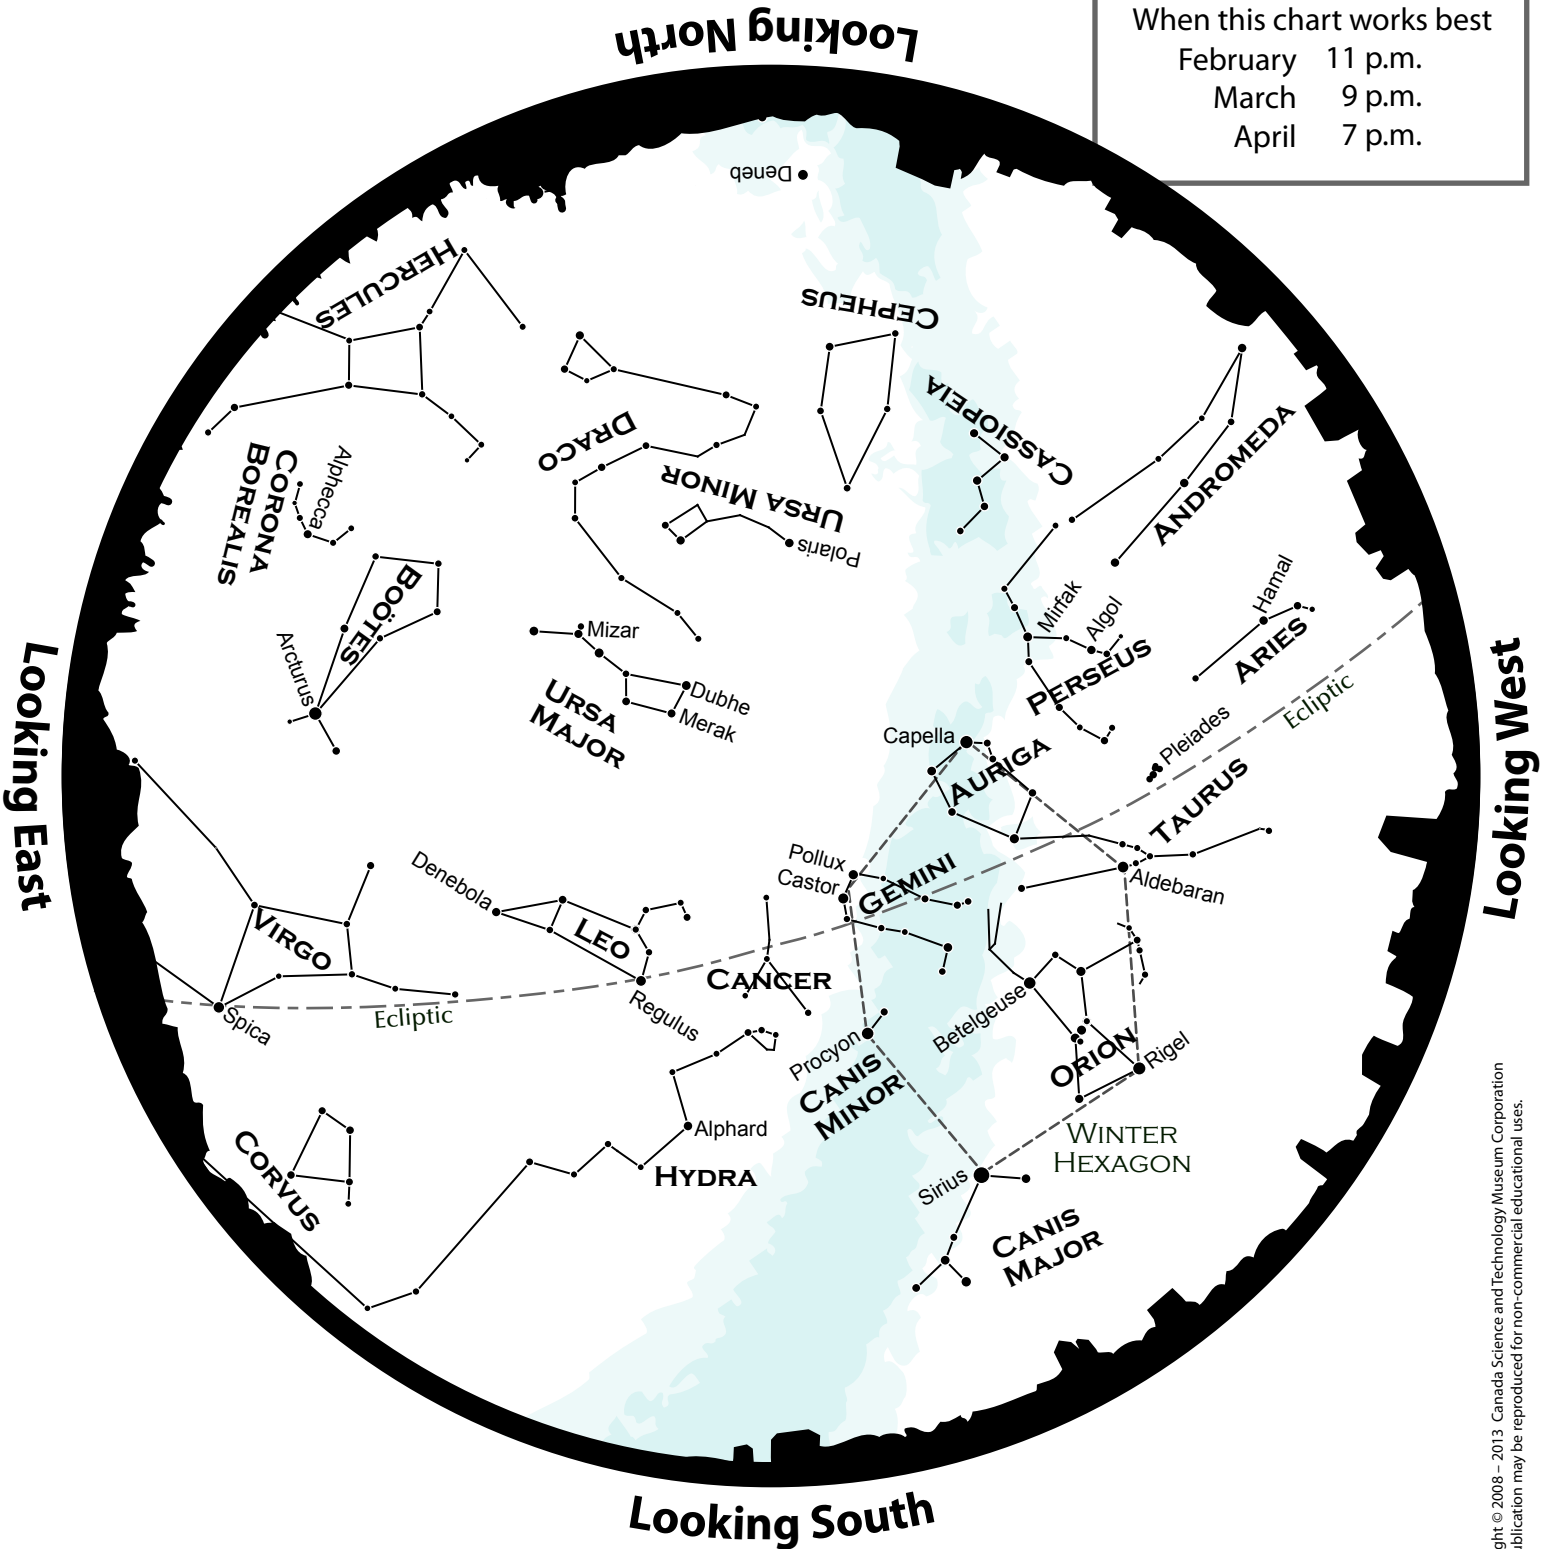 Looking North
When this chart works best
February 11 p.m.
March 9 p.m.
April 7 p.m.
Deneb
HERCULES
CEPHEUS
CASSIOPEIA
DRACO
URSA MINOR
Polaris
ANDROMEDA
CORONA
BOREALIS
Alphecca
BOÖTES
Arcturus
Mizar
Dubhe
Merak
URSA
MAJOR
Mirfak
Algol
PERSEUS
Hamal
ARIES
Ecliptic
Pleiades
TAURUS
Capella
AURIGA
Looking East
Looking West
Pollux
Castor
GEMINI
Aldebaran
Denebola
LEO
VIRGO
CANCER
Regulus
Spica
Ecliptic
Betelgeuse
ORION
Rigel
Procyon
CANIS
MINOR
Alphard
HYDRA
WINTER
HEXAGON
CORVUS
Sirius
CANIS
MAJOR
Looking South
ght © 2008 – 2013 Canada Science and Technology Museum Corporation
ublication may be reproduced for non-commercial educational uses.